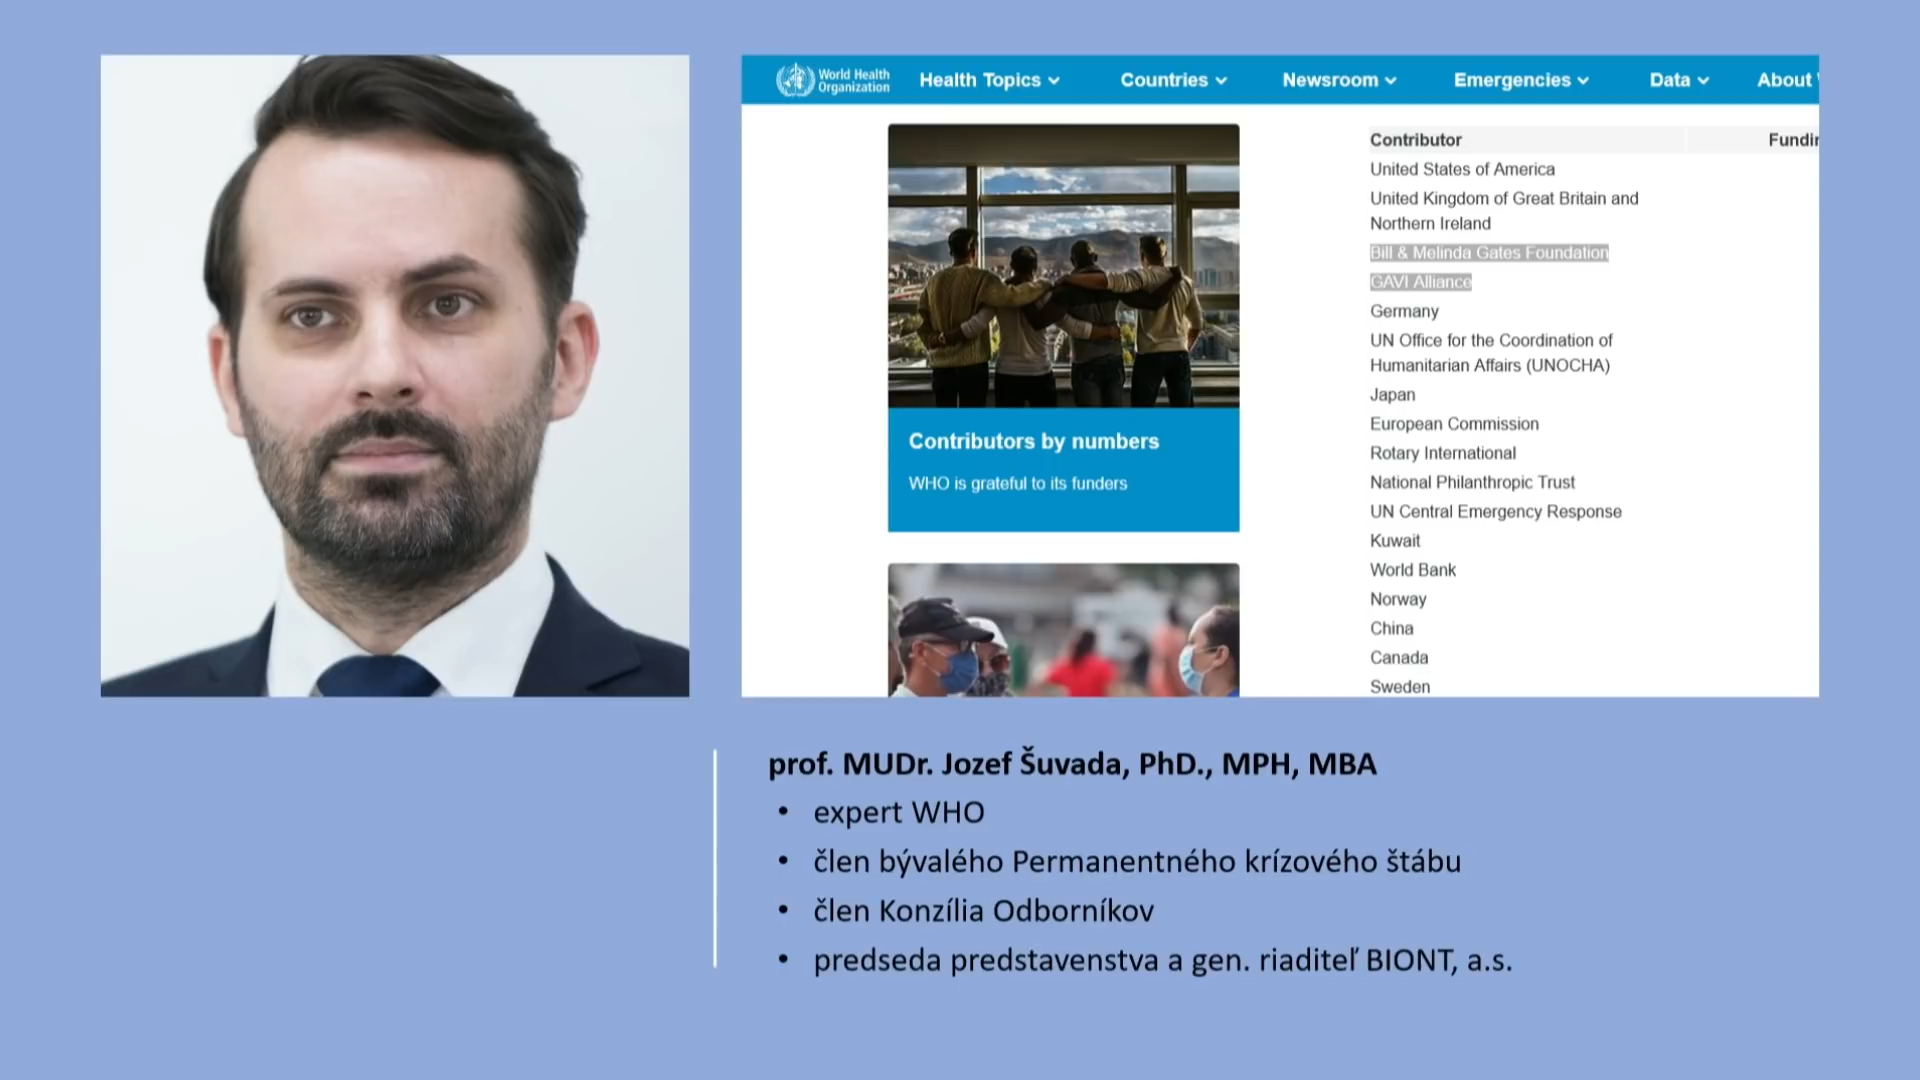 World Health
Organization
Health Topics
Countries
Newsroom
Emergencies
Data
About
Contributors by numbers
WHO is grateful to its funders
Contributor
United States of America
United Kingdom of Great Britain and
Northern Ireland
Bill & Melinda Gates Foundation
GAVI Alliance
Germany
UN Office for the Coordination of
Humanitarian Affairs (UNOCHA)
Japan
European Commission
Rotary International
National Philanthropic Trust
UN Central Emergency Response
Kuwait
World Bank
Norway
China
Canada
Sweden
prof. MUDr. Jozef Šuvada, PhD., MPH, MBA
• expert WHO
• člen bývalého Permanentného krízového štábu
• člen Konzília Odborníkov
• predseda predstavenstva a gen. riaditeľ BIONT, a.s.